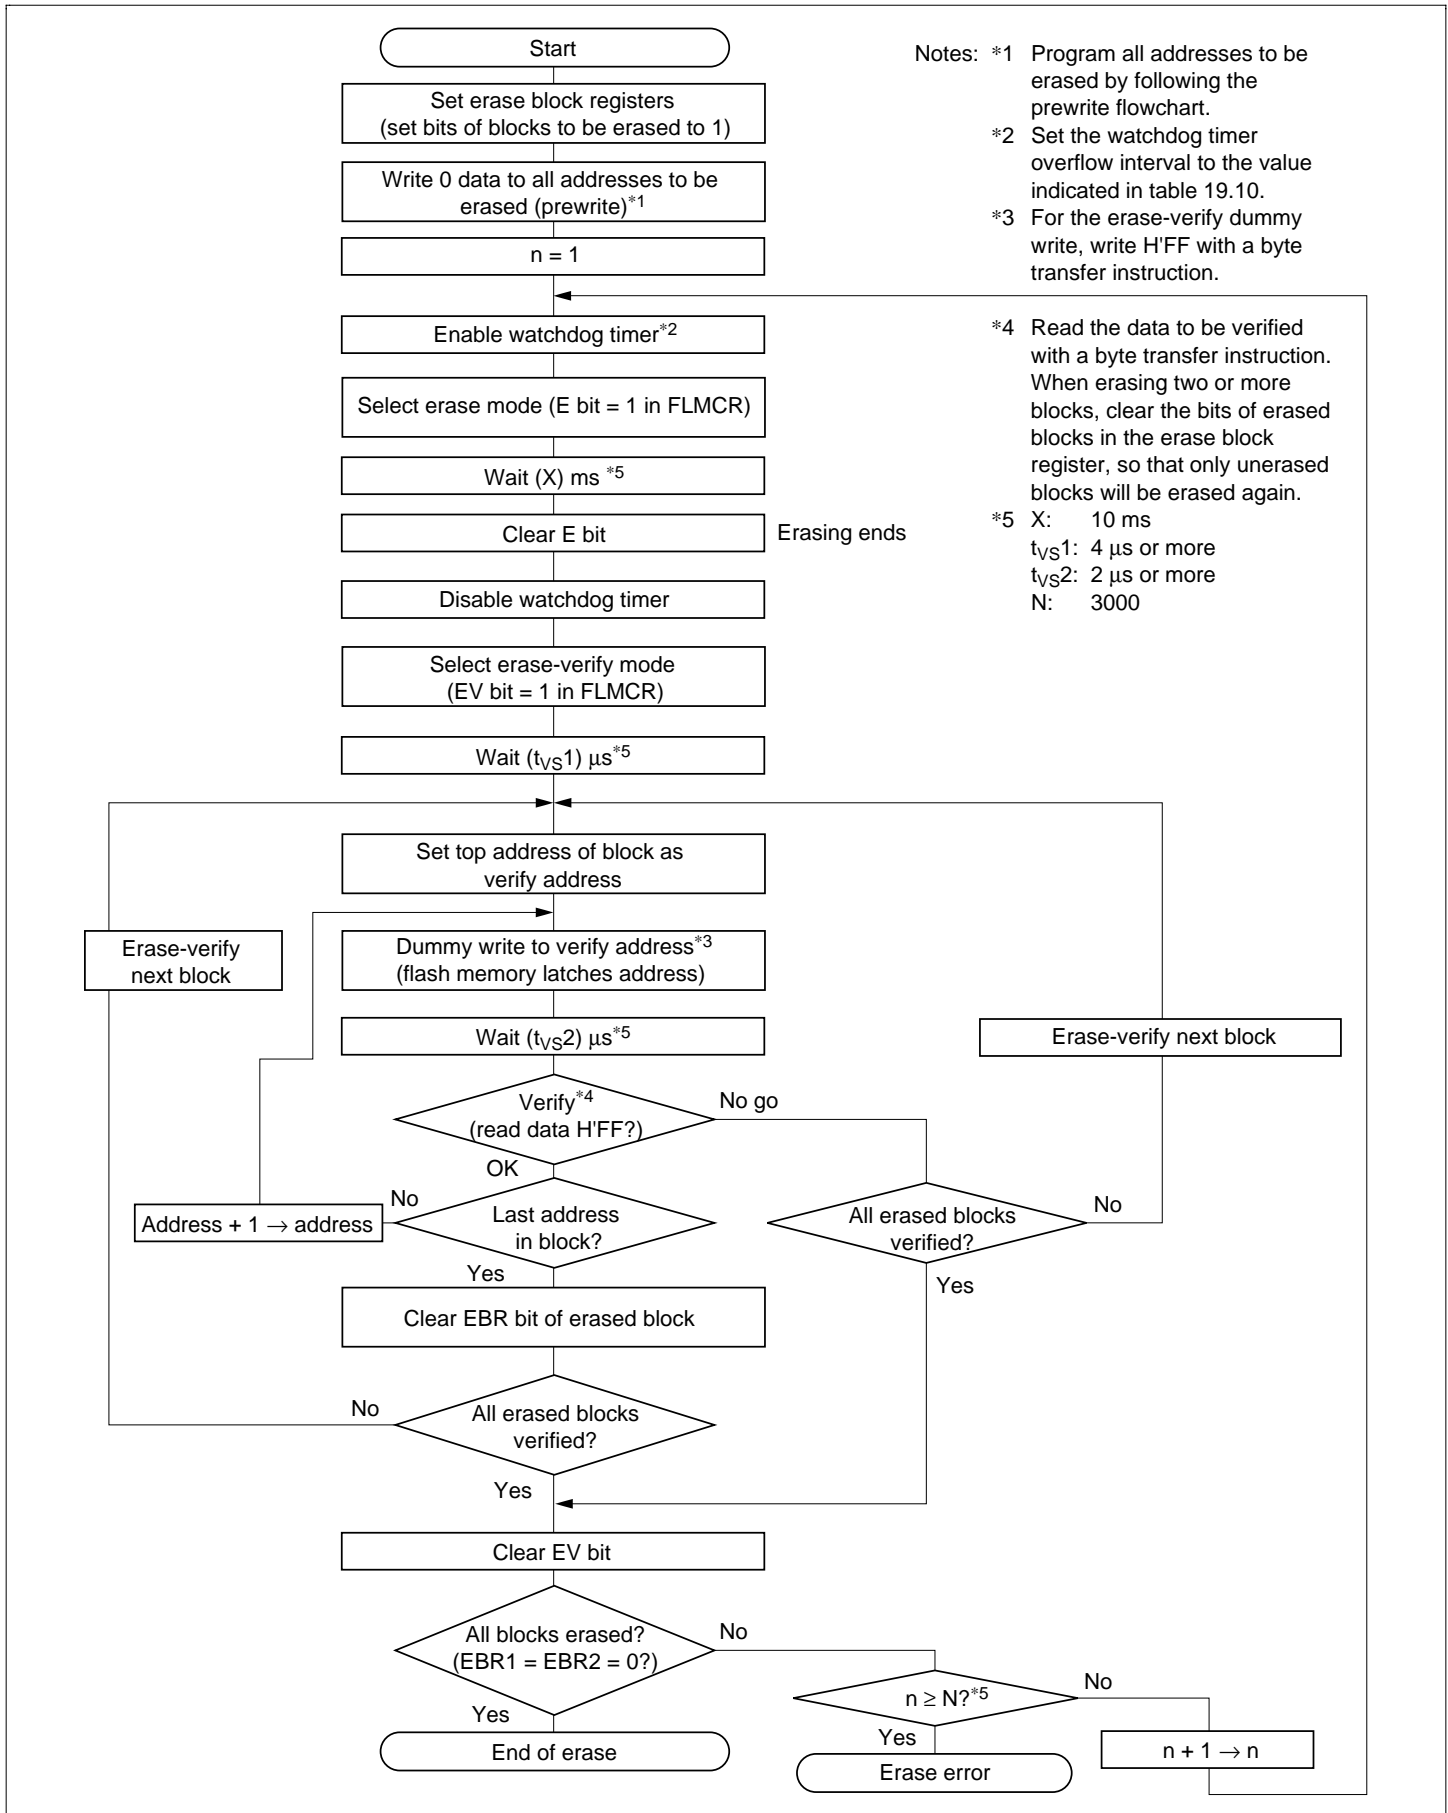 Start
Set erase block registers
(set bits of blocks to be erased to 1)
Write 0 data to all addresses to be
erased (prewrite)*1
n = 1
Enable watchdog timer*2
Select erase mode (E bit = 1 in FLMCR)
Wait (X) ms *5
Clear E bit
Erasing ends
Disable watchdog timer
Select erase-verify mode
(EV bit = 1 in FLMCR)
Wait (tVS1) μs*5
Set top address of block as
verify address
Erase-verify
next block
Dummy write to verify address*3
(flash memory latches address)
Wait (tVS2) μs*5
Erase-verify next block
Verify*4
(read data H'FF?)
No go
OK
No
Address + 1 → address
Last address
in block?
All erased blocks
verified?
No
Yes
Yes
Clear EBR bit of erased block
No
All erased blocks
verified?
Yes
Clear EV bit
All blocks erased?
(EBR1 = EBR2 = 0?)
No
n ≥ N?*5
No
Yes
Yes
End of erase
Erase error
n + 1 → n
Notes: *1 Program all addresses to be
erased by following the
prewrite flowchart.
*2 Set the watchdog timer
overflow interval to the value
indicated in table 19.10.
*3 For the erase-verify dummy
write, write H'FF with a byte
transfer instruction.
*4 Read the data to be verified
with a byte transfer instruction.
When erasing two or more
blocks, clear the bits of erased
blocks in the erase block
register, so that only unerased
blocks will be erased again.
*5 X: 10 ms
tVS1: 4 μs or more
tVS2: 2 μs or more
N: 3000